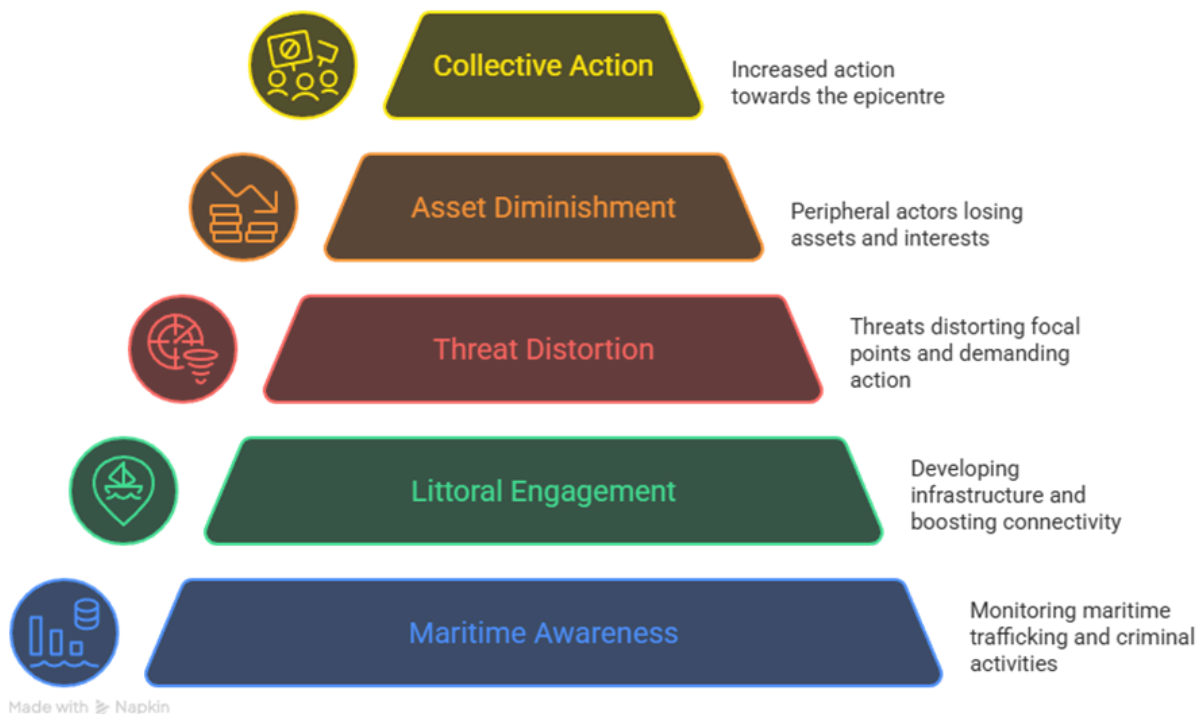 Collective Action
Increased action
towards the epicentre
Asset Diminishment
Peripheral actors losing
assets and interests
Threat Distortion
Threats distorting focal
points and demanding
action
Littoral Engagement
Developing
infrastructure and
boosting connectivity
Maritime Awareness
Monitoring maritime
trafficking and criminal
activities
Made with Napkin